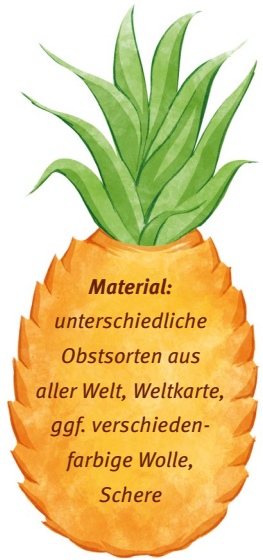 Material:
unterschiedliche
Obstsorten aus
aller Welt, Weltkarte,
ggf. verschieden-
farbige Wolle,
Schere